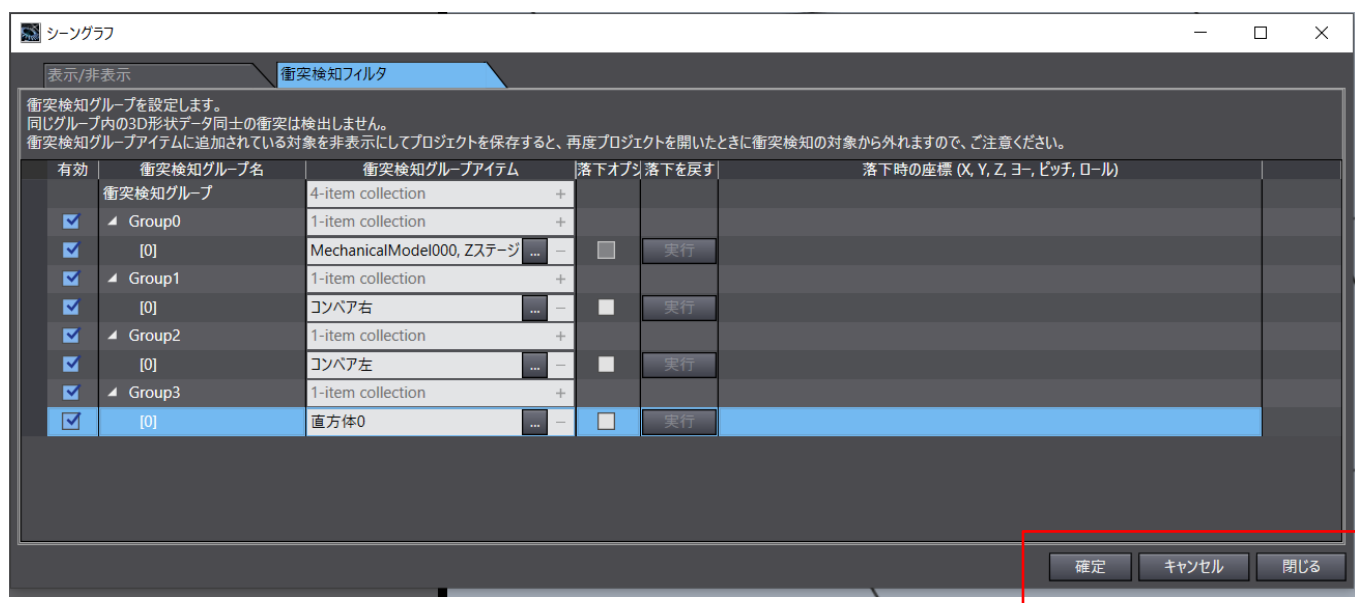 シーングラフ
表示/非表示 衝突検知フィルタ
衝突検知グループを設定します。
同じグループ内の3D形状データ同士の衝突は検出しません。
衝突検知グループアイテムに追加されている対象を非表示にしてプロジェクトを保存すると、再度プロジェクトを開いたときに衝突検知の対象から外れますので、ご注意ください。
有効 衝突検知グループ名 衝突検知グループアイテム 落下オプシ 落下を戻す 落下時の座標 (X, Y, Z, ヨー, ピッチ, ロール)
衝突検知グループ 4-item collection +
Group0 1-item collection +
[0] MechanicalModel000, Zステージ ... − 実行
Group1 1-item collection +
[0] コンベア右 ... − 実行
Group2 1-item collection +
[0] コンベア左 ... − 実行
Group3 1-item collection +
[0] 直方体0 ... − 実行
確定 キャンセル 閉じる